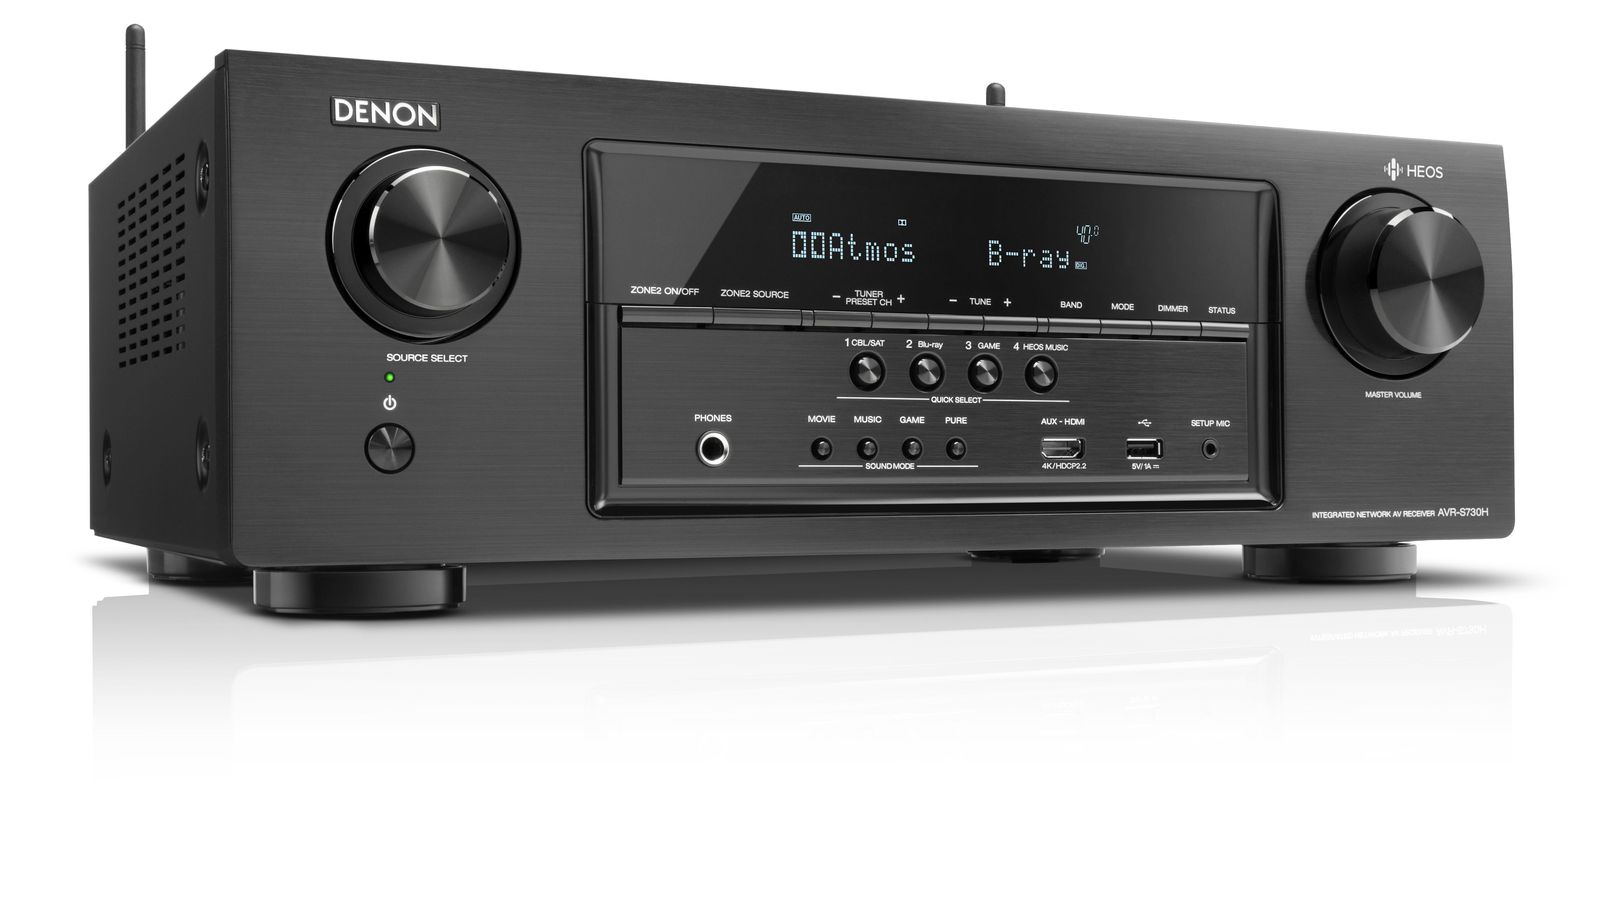 DENON
HEOS
AUTO
Atmos
B-ray
40.0
DIG.
ZONE2 ON/OFF
ZONE2 SOURCE
− TUNER PRESET CH +
− TUNE +
BAND
MODE
DIMMER
STATUS
SOURCE SELECT
1 CBL/SAT
2 Blu-ray
3 GAME
4 HEOS MUSIC
QUICK SELECT
MASTER VOLUME
PHONES
MOVIE
MUSIC
GAME
PURE
SOUND MODE
AUX - HDMI
4K/HDCP2.2
5V/1A
SETUP MIC
INTEGRATED NETWORK AV RECEIVER AVR-S730H